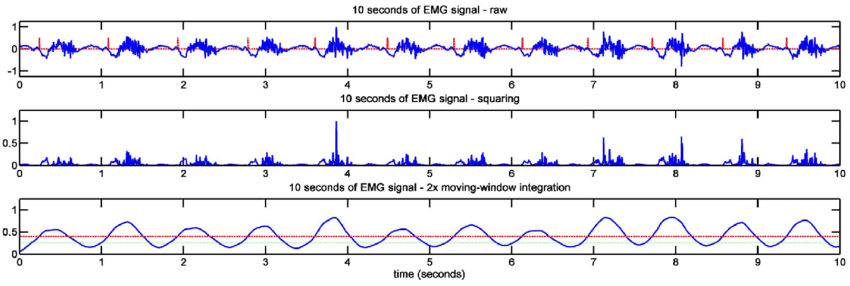 10 seconds of EMG signal - raw
1
0
-1
0 1 2 3 4 5 6 7 8 9 10
10 seconds of EMG signal - squaring
1
0.5
0
0 1 2 3 4 5 6 7 8 9 10
10 seconds of EMG signal - 2x moving-window integration
1
0.5
0
0 1 2 3 4 5 6 7 8 9 10
time (seconds)